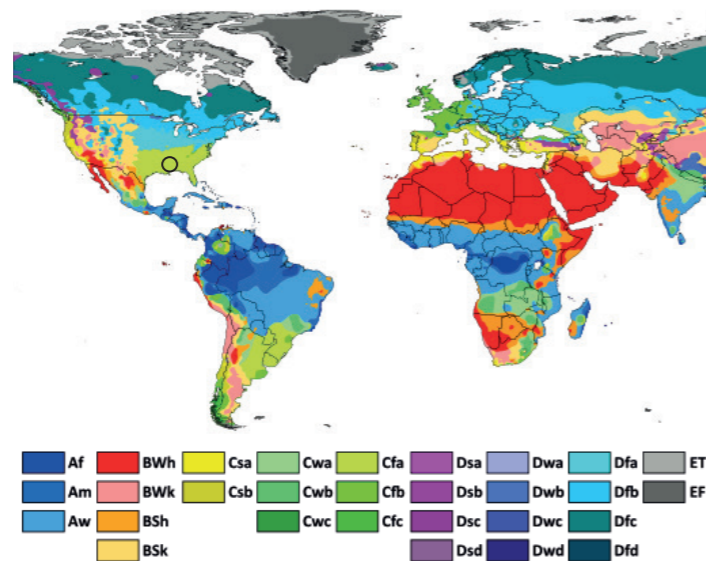 Af BWh Csa Cwa Cfa Dsa Dwa Dfa ET
Am BWk Csb Cwb Cfb Dsb Dwb Dfb EF
Aw BSh Cwc Cfc Dsc Dwc Dfc
BSk Dsd Dwd Dfd